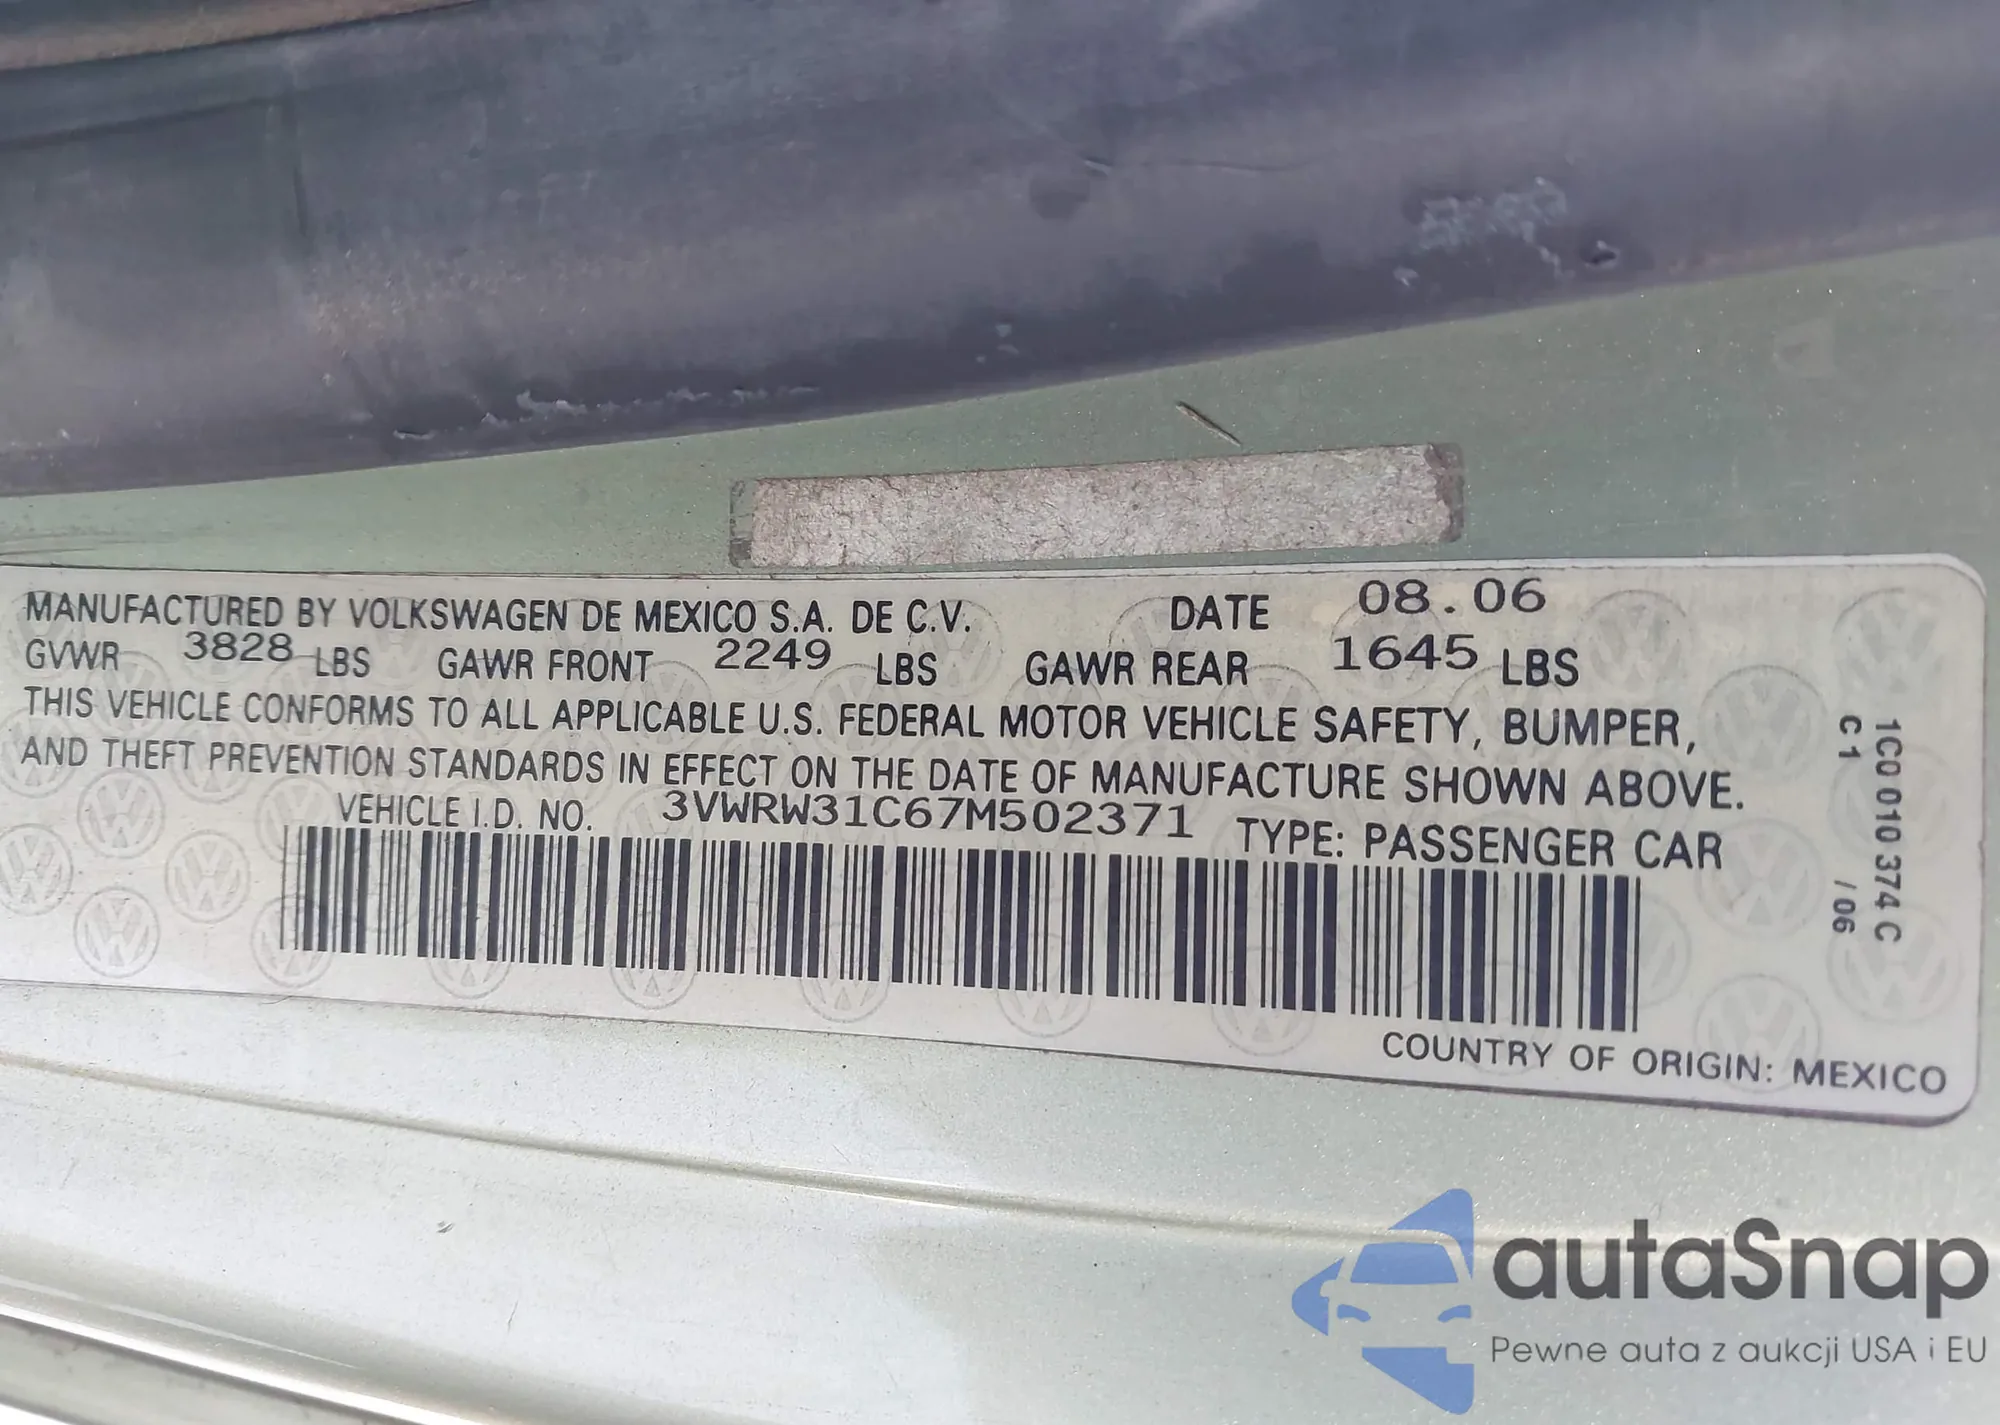 MANUFACTURED BY VOLKSWAGEN DE MEXICO S.A. DE C.V. DATE 08.06
GVWR 3828 LBS GAWR FRONT 2249 LBS GAWR REAR 1645 LBS
THIS VEHICLE CONFORMS TO ALL APPLICABLE U.S. FEDERAL MOTOR VEHICLE SAFETY, BUMPER,
AND THEFT PREVENTION STANDARDS IN EFFECT ON THE DATE OF MANUFACTURE SHOWN ABOVE.
VEHICLE I.D. NO. 3VWRW31C67M502371 TYPE: PASSENGER CAR
COUNTRY OF ORIGIN: MEXICO
1C0 010 374 C
C1 /06
autaSnap
Pewne auta z aukcji USA i EU